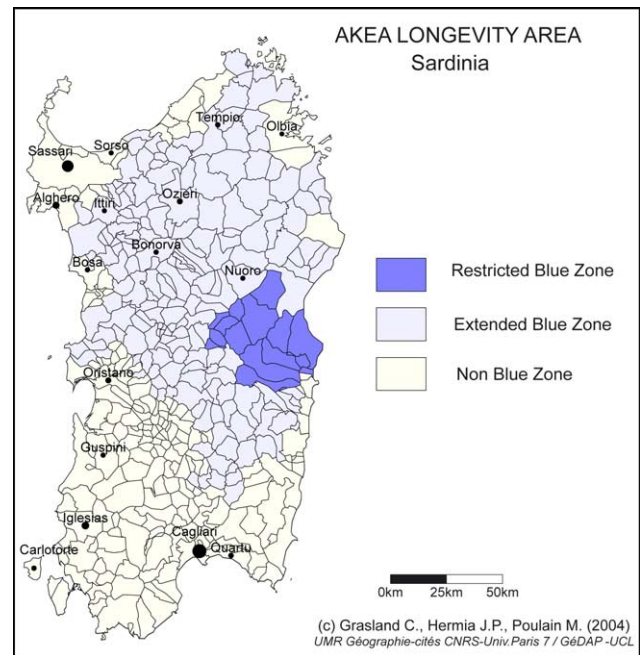 AKEA LONGEVITY AREA
Sardinia
Tempio
Olbia
Sorso
Sassari
Alghero
Ittiri
Ozieri
Bonorva
Bosa
Nuoro
Restricted Blue Zone
Extended Blue Zone
Non Blue Zone
Oristano
Guspini
Iglesias
Cagliari
Carloforte
Quartu
0km 25km 50km
(c) Grasland C., Hermia J.P., Poulain M. (2004)
UMR Géographie-cités CNRS-Univ.Paris 7 / GéDAP -UCL